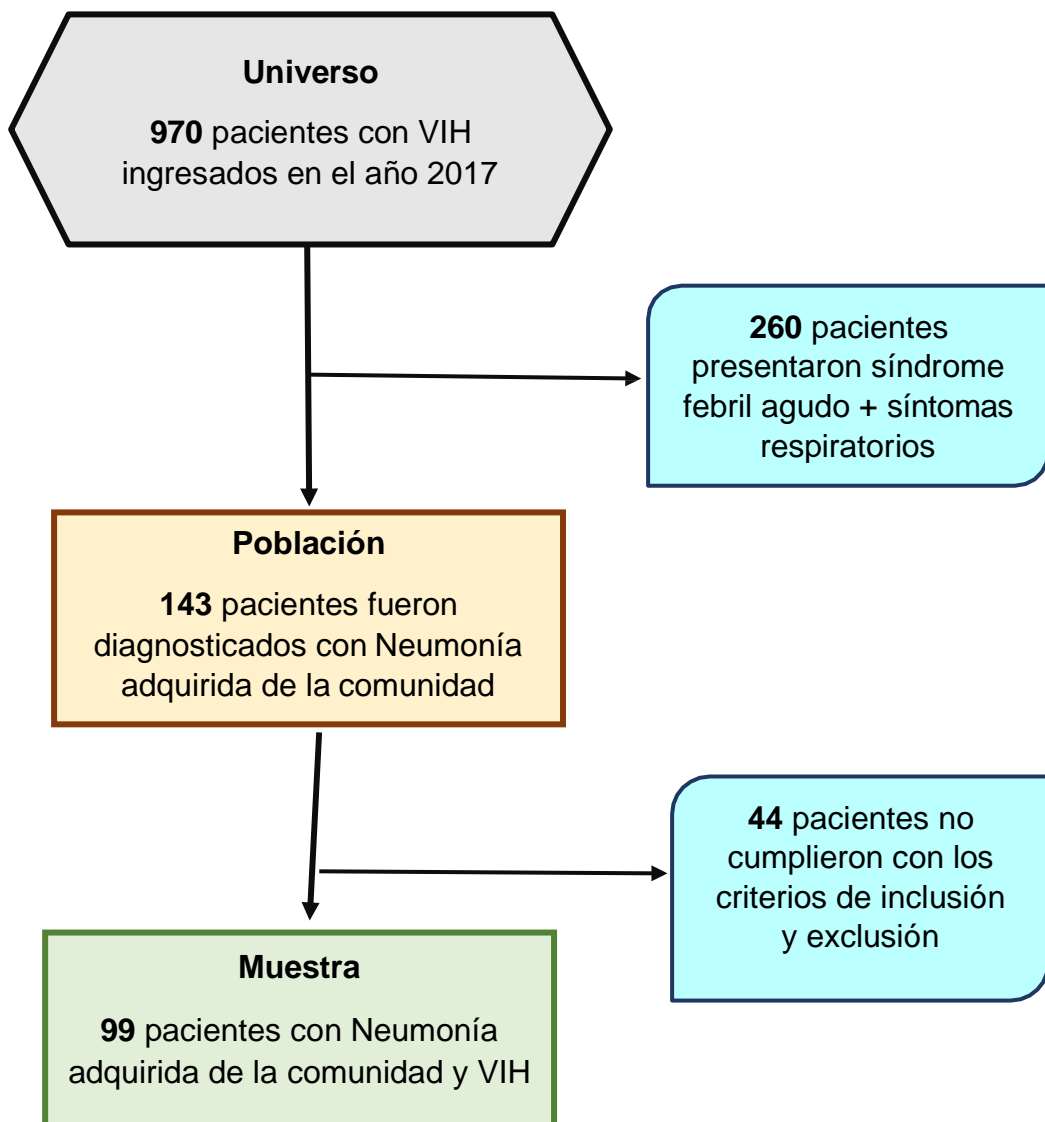 Universo
970 pacientes con VIH
ingresados en el año 2017
260 pacientes
presentaron síndrome
febril agudo + síntomas
respiratorios
Población
143 pacientes fueron
diagnosticados con Neumonía
adquirida de la comunidad
44 pacientes no
cumplieron con los
criterios de inclusión
y exclusión
Muestra
99 pacientes con Neumonía
adquirida de la comunidad y VIH